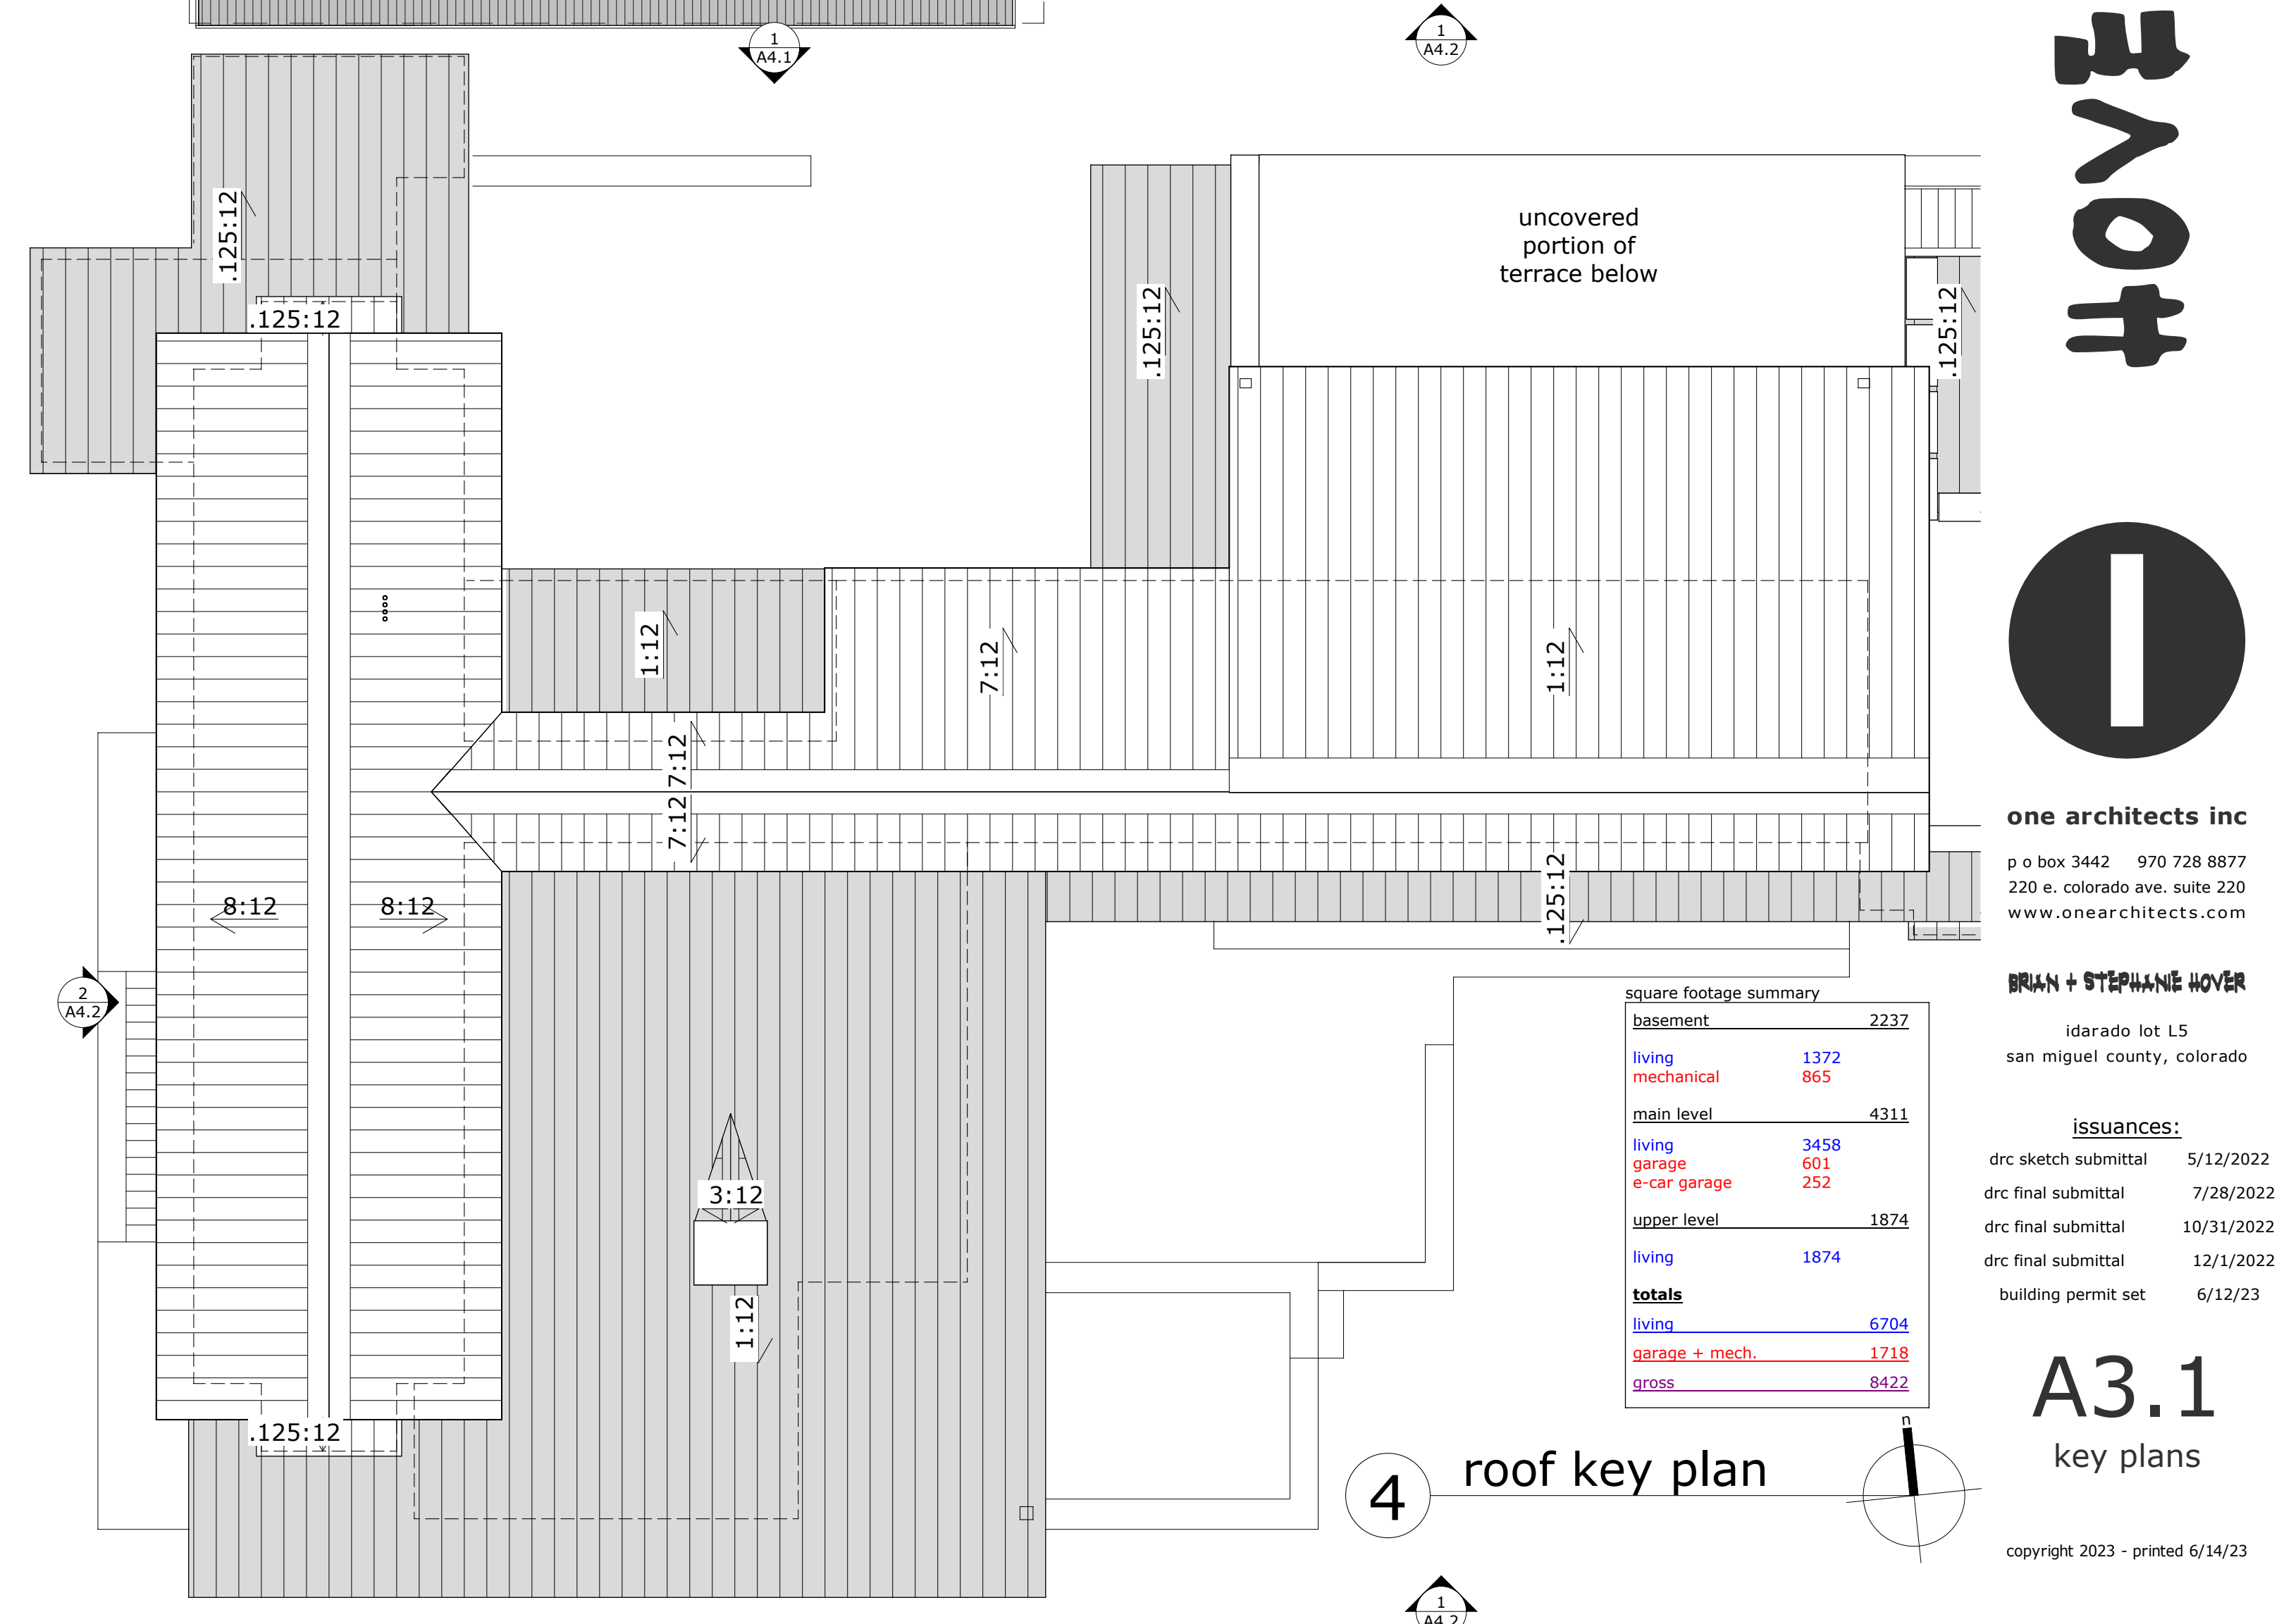 1
A4.1
1
A4.2
.125:12
.125:12
uncovered
portion of
terrace below
.125:12
.125:12
1:12
7:12
1:12
7:12
7:12
8:12
8:12
.125:12
2
A4.2
3:12
1:12
.125:12
square footage summary
basement 2237
living 1372
mechanical 865
main level 4311
living 3458
garage 601
e-car garage 252
upper level 1874
living 1874
totals
living 6704
garage + mech. 1718
gross 8422
4
roof key plan
n
1
A4.2
one architects inc
p o box 3442 970 728 8877
220 e. colorado ave. suite 220
www.onearchitects.com
BRIAN + STEPHANIE HOVER
idarado lot L5
san miguel county, colorado
issuances:
drc sketch submittal 5/12/2022
drc final submittal 7/28/2022
drc final submittal 10/31/2022
drc final submittal 12/1/2022
building permit set 6/12/23
A3.1
key plans
copyright 2023 - printed 6/14/23